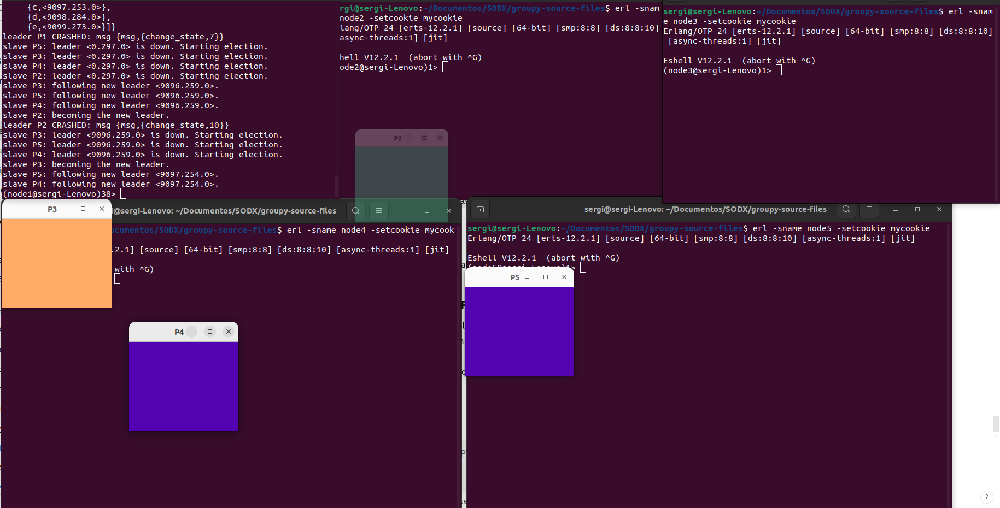 {c,<9097.253.0>},
{d,<9098.284.0>},
{e,<9099.273.0>}]}
leader P1 CRASHED: msg {msg,{change_state,7}}
slave P5: leader <0.297.0> is down. Starting election.
slave P3: leader <0.297.0> is down. Starting election.
slave P4: leader <0.297.0> is down. Starting election.
slave P2: leader <0.297.0> is down. Starting election.
slave P3: following new leader <9096.259.0>.
slave P5: following new leader <9096.259.0>.
slave P4: following new leader <9096.259.0>.
slave P2: becoming the new leader.
leader P2 CRASHED: msg {msg,{change_state,10}}
slave P3: leader <9096.259.0> is down. Starting election.
slave P5: leader <9096.259.0> is down. Starting election.
slave P4: leader <9096.259.0> is down. Starting election.
slave P3: becoming the new leader.
slave P5: following new leader <9097.254.0>.
slave P4: following new leader <9097.254.0>.
(node1@sergi-Lenovo)38>
rgi@sergi-Lenovo:~/Documentos/SODX/groupy-source-files$ erl -snam
node2 -setcookie mycookie
lang/OTP 24 [erts-12.2.1] [source] [64-bit] [smp:8:8] [ds:8:8:10]
async-threads:1] [jit]
hell V12.2.1  (abort with ^G)
ode2@sergi-Lenovo)1>
P2
sergi@sergi-Lenovo:~/Documentos/SODX/groupy-source-files$ erl -snam
e node3 -setcookie mycookie
Erlang/OTP 24 [erts-12.2.1] [source] [64-bit] [smp:8:8] [ds:8:8:10]
[async-threads:1] [jit]
Eshell V12.2.1  (abort with ^G)
(node3@sergi-Lenovo)1>
P3
gi@sergi-Lenovo: ~/Documentos/SODX/groupy-source-files
ocumentos/SODX/groupy-source-files$ erl -sname node4 -setcookie mycook
.2.1] [source] [64-bit] [smp:8:8] [ds:8:8:10] [async-threads:1] [jit]
with ^G)
P4
sergi@sergi-Lenovo: ~/Documentos/SODX/groupy-source-files
sergi@sergi-Lenovo:~/Documentos/SODX/groupy-source-files$ erl -sname node5 -setcookie mycookie
Erlang/OTP 24 [erts-12.2.1] [source] [64-bit] [smp:8:8] [ds:8:8:10] [async-threads:1] [jit]
Eshell V12.2.1  (abort with ^G)
(node5@sergi-Lenovo)1>
P5
?